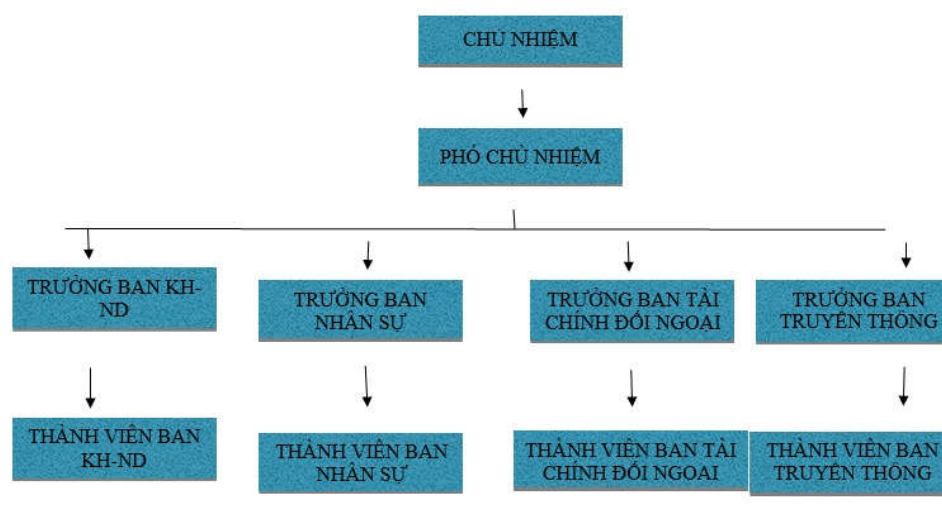 CHỦ NHIỆM
PHÓ CHỦ NHIỆM
TRƯỞNG BAN KH-
ND
TRƯỞNG BAN
NHÂN SỰ
TRƯỞNG BAN TÀI
CHÍNH ĐỐI NGOẠI
TRƯỞNG BAN
TRUYỀN THÔNG
THÀNH VIÊN BAN
KH-ND
THÀNH VIÊN BAN
NHÂN SỰ
THÀNH VIÊN BAN TÀI
CHÍNH ĐỐI NGOẠI
THÀNH VIÊN BAN
TRUYỀN THÔNG